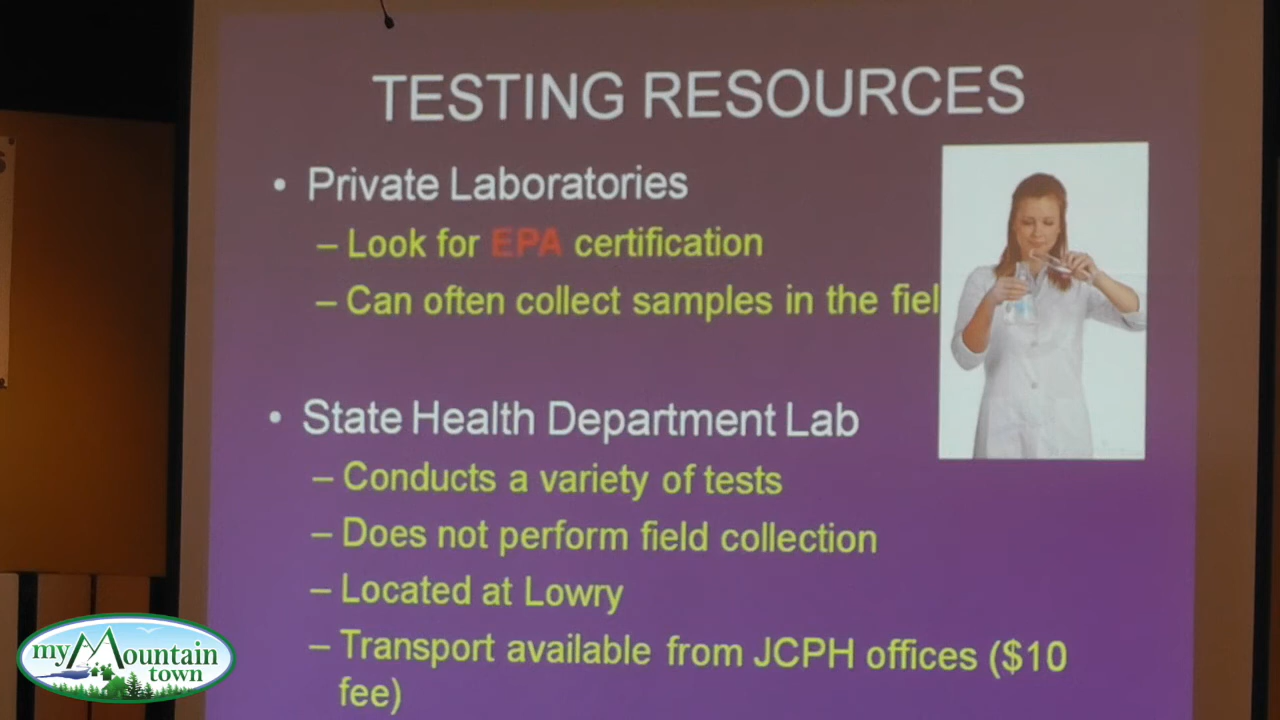 TESTING RESOURCES
• Private Laboratories
– Look for EPA certification
– Can often collect samples in the fiel
• State Health Department Lab
– Conducts a variety of tests
– Does not perform field collection
– Located at Lowry
– Transport available from JCPH offices ($10
fee)
my Mountain
town